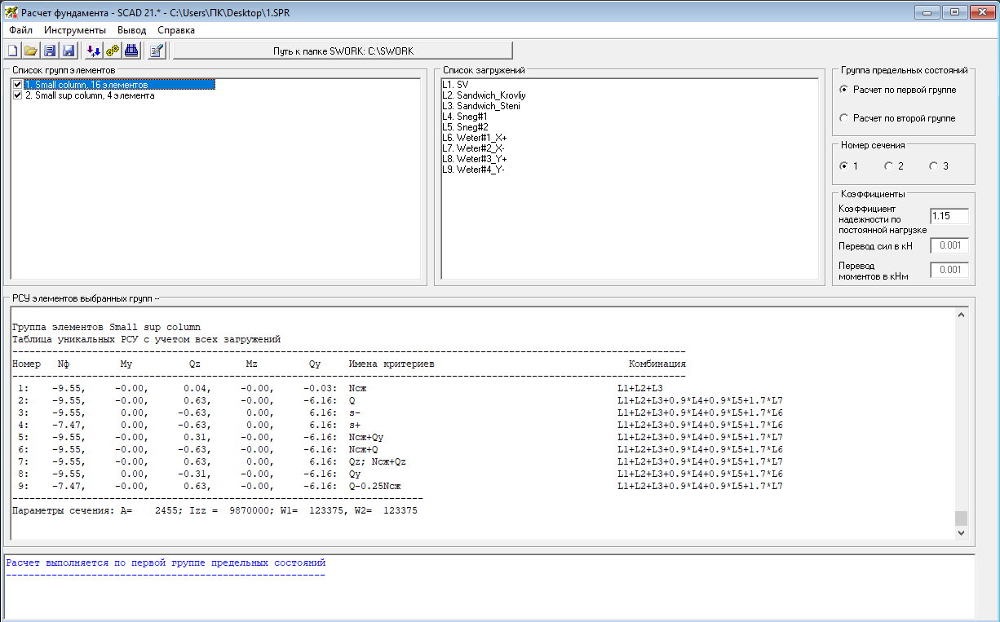 Расчет фундамента - SCAD 21.* - C:\Users\ПК\Desktop\1.SPR
Файл Инструменты Вывод Справка
Путь к папке SWORK: C:\SWORK
Список групп элементов
1. Small column, 16 элементов
2. Small sup column, 4 элемента
Список загружений
L1. SV
L2. Sandwich_Krovliy
L3. Sandwich_Steni
L4. Sneg#1
L5. Sneg#2
L6. Weter#1_X+
L7. Weter#2_X-
L8. Weter#3_Y+
L9. Weter#4_Y-
Группа предельных состояний
Расчет по первой группе
Расчет по второй группе
Номер сечения
1 2 3
Коэффициенты
Коэффициент
надежности по
постоянной нагрузке
1.15
Перевод сил в кН 0.001
Перевод
моментов в кНм
0.001
РСУ элементов выбранных групп --
Группа элементов Small sup column
Таблица уникальных РСУ с учетом всех загружений
Номер Nф My Qz Mz Qy Имена критериев Комбинация
1: -9.55, -0.00, 0.04, -0.00, -0.03: Nсж L1+L2+L3
2: -9.55, -0.00, 0.63, -0.00, -6.16: Q L1+L2+L3+0.9*L4+0.9*L5+1.7*L7
3: -9.55, 0.00, -0.63, -0.00, 6.16: s- L1+L2+L3+0.9*L4+0.9*L5+1.7*L6
4: -7.47, -0.00, -0.63, -0.00, 6.16: s+ L1+L2+L3+0.9*L4+0.9*L5+1.7*L6
5: -9.55, -0.00, 0.31, -0.00, -6.16: Nсж+Qy L1+L2+L3+0.9*L4+0.9*L5+1.7*L7
6: -9.55, -0.00, -0.63, -0.00, -6.16: Nсж+Q L1+L2+L3+0.9*L4+0.9*L5+1.7*L6
7: -9.55, -0.00, 0.63, -0.00, 6.16: Qz; Nсж+Qz L1+L2+L3+0.9*L4+0.9*L5+1.7*L7
8: -9.55, 0.00, -0.31, -0.00, -6.16: Qy L1+L2+L3+0.9*L4+0.9*L5+1.7*L6
9: -7.47, 0.00, 0.63, -0.00, -6.16: Q-0.25Nсж L1+L2+L3+0.9*L4+0.9*L5+1.7*L7
Параметры сечения: A= 2455; Izz = 9870000; W1= 123375, W2= 123375
Расчет выполняется по первой группе предельных состояний